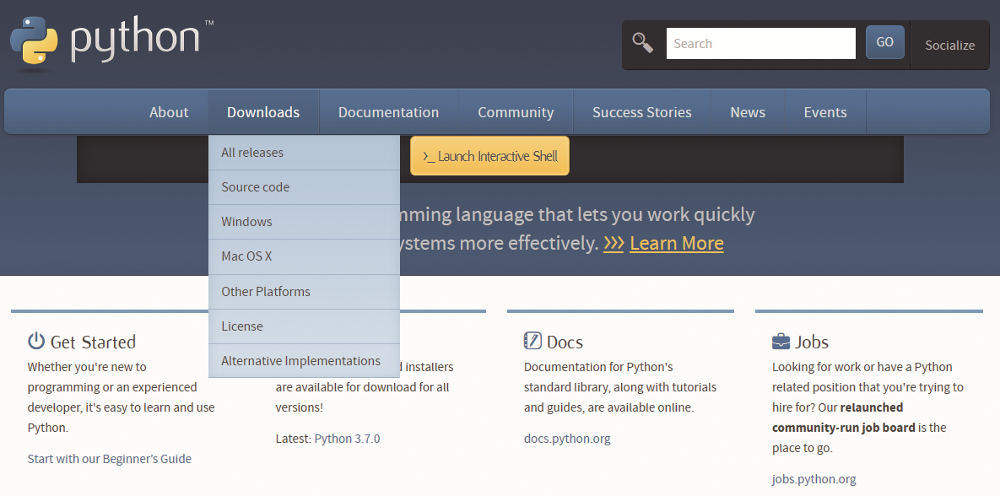 python™
Search
GO
Socialize
About
Downloads
Documentation
Community
Success Stories
News
Events
All releases
Source code
Windows
Mac OS X
Other Platforms
License
Alternative Implementations
>_ Launch Interactive Shell
language that lets you work quickly
more effectively. >>> Learn More
Get Started
Whether you're new to
programming or an experienced
developer, it's easy to learn and use
Python.
Start with our Beginner’s Guide
installers
are available for download for all
versions!
Latest: Python 3.7.0
Docs
Documentation for Python's
standard library, along with tutorials
and guides, are available online.
docs.python.org
Jobs
Looking for work or have a Python
related position that you're trying to
hire for? Our relaunched
community-run job board is the
place to go.
jobs.python.org